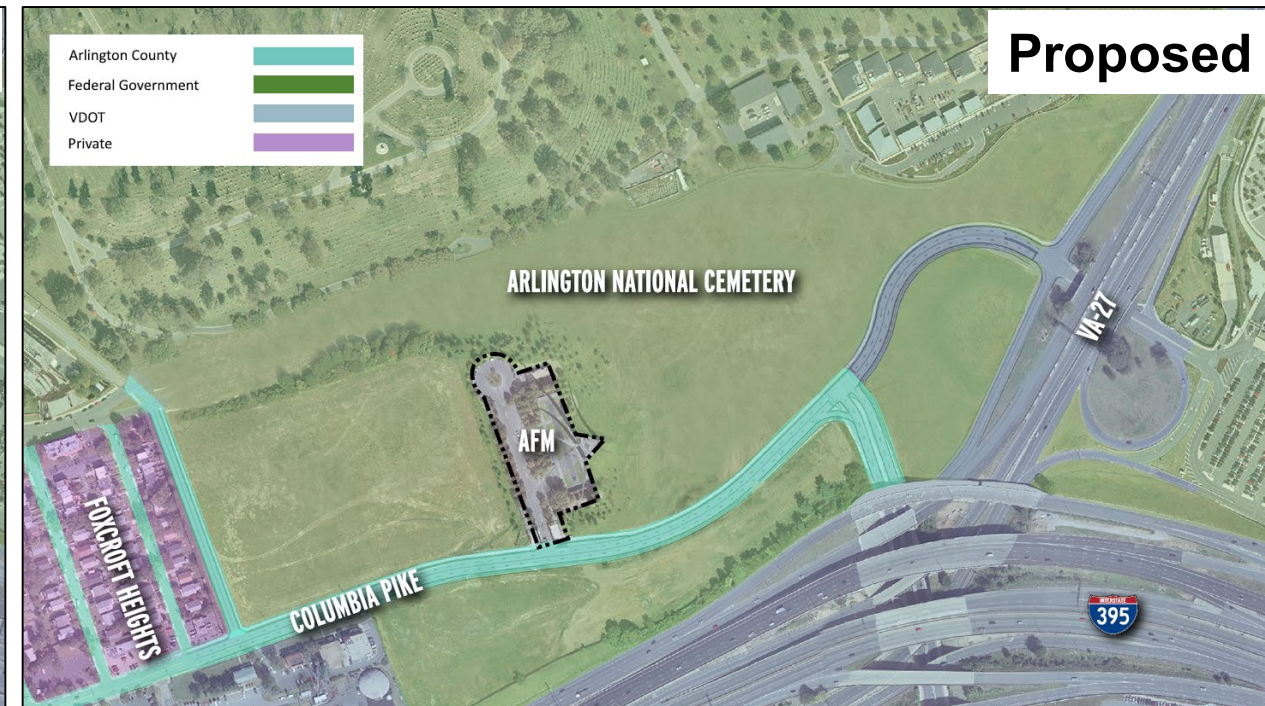 Proposed
Arlington County
Federal Government
VDOT
Private
ARLINGTON NATIONAL CEMETERY
VA-27
AFM
FOXCROFT HEIGHTS
COLUMBIA PIKE
INTERSTATE
395